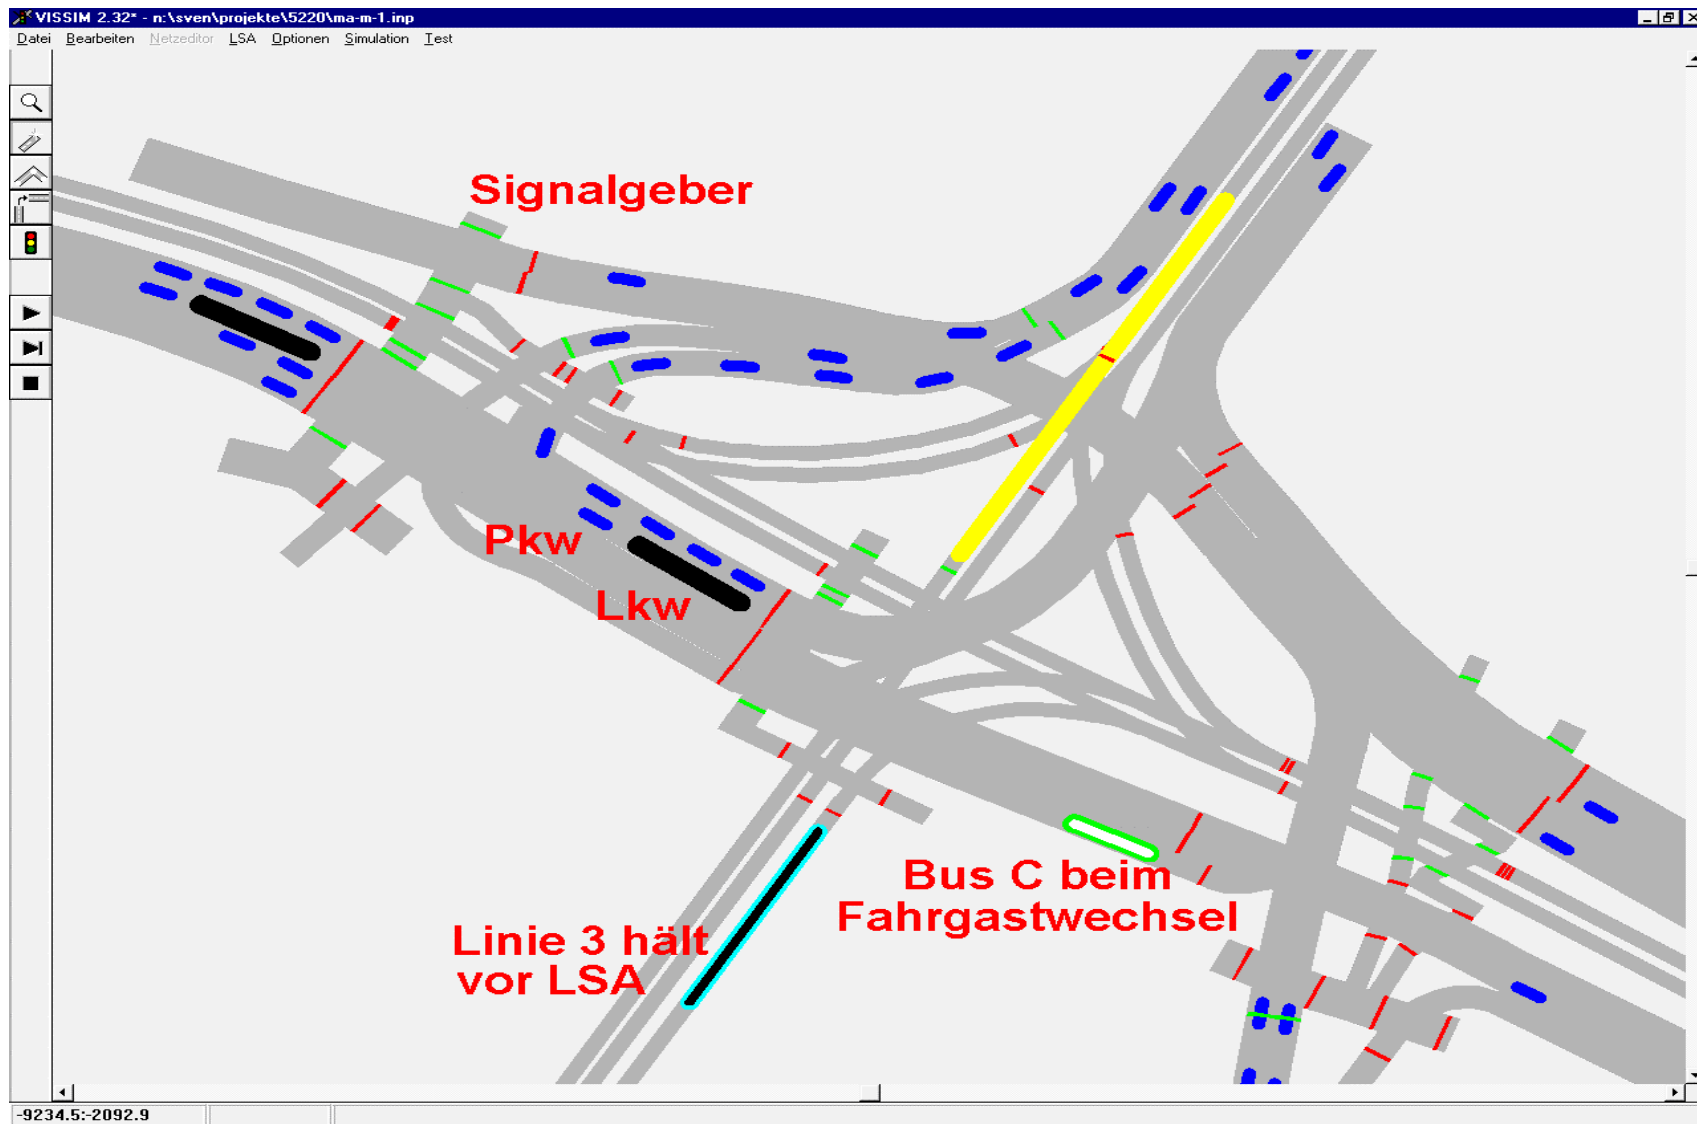 VISSIM 2.32* - n:\sven\projekte\5220\ma-m-1.inp
Datei Bearbeiten Netzeditor LSA Optionen Simulation Test
Signalgeber
Pkw
Lkw
Bus C beim
Fahrgastwechsel
Linie 3 hält
vor LSA
-9234.5:-2092.9